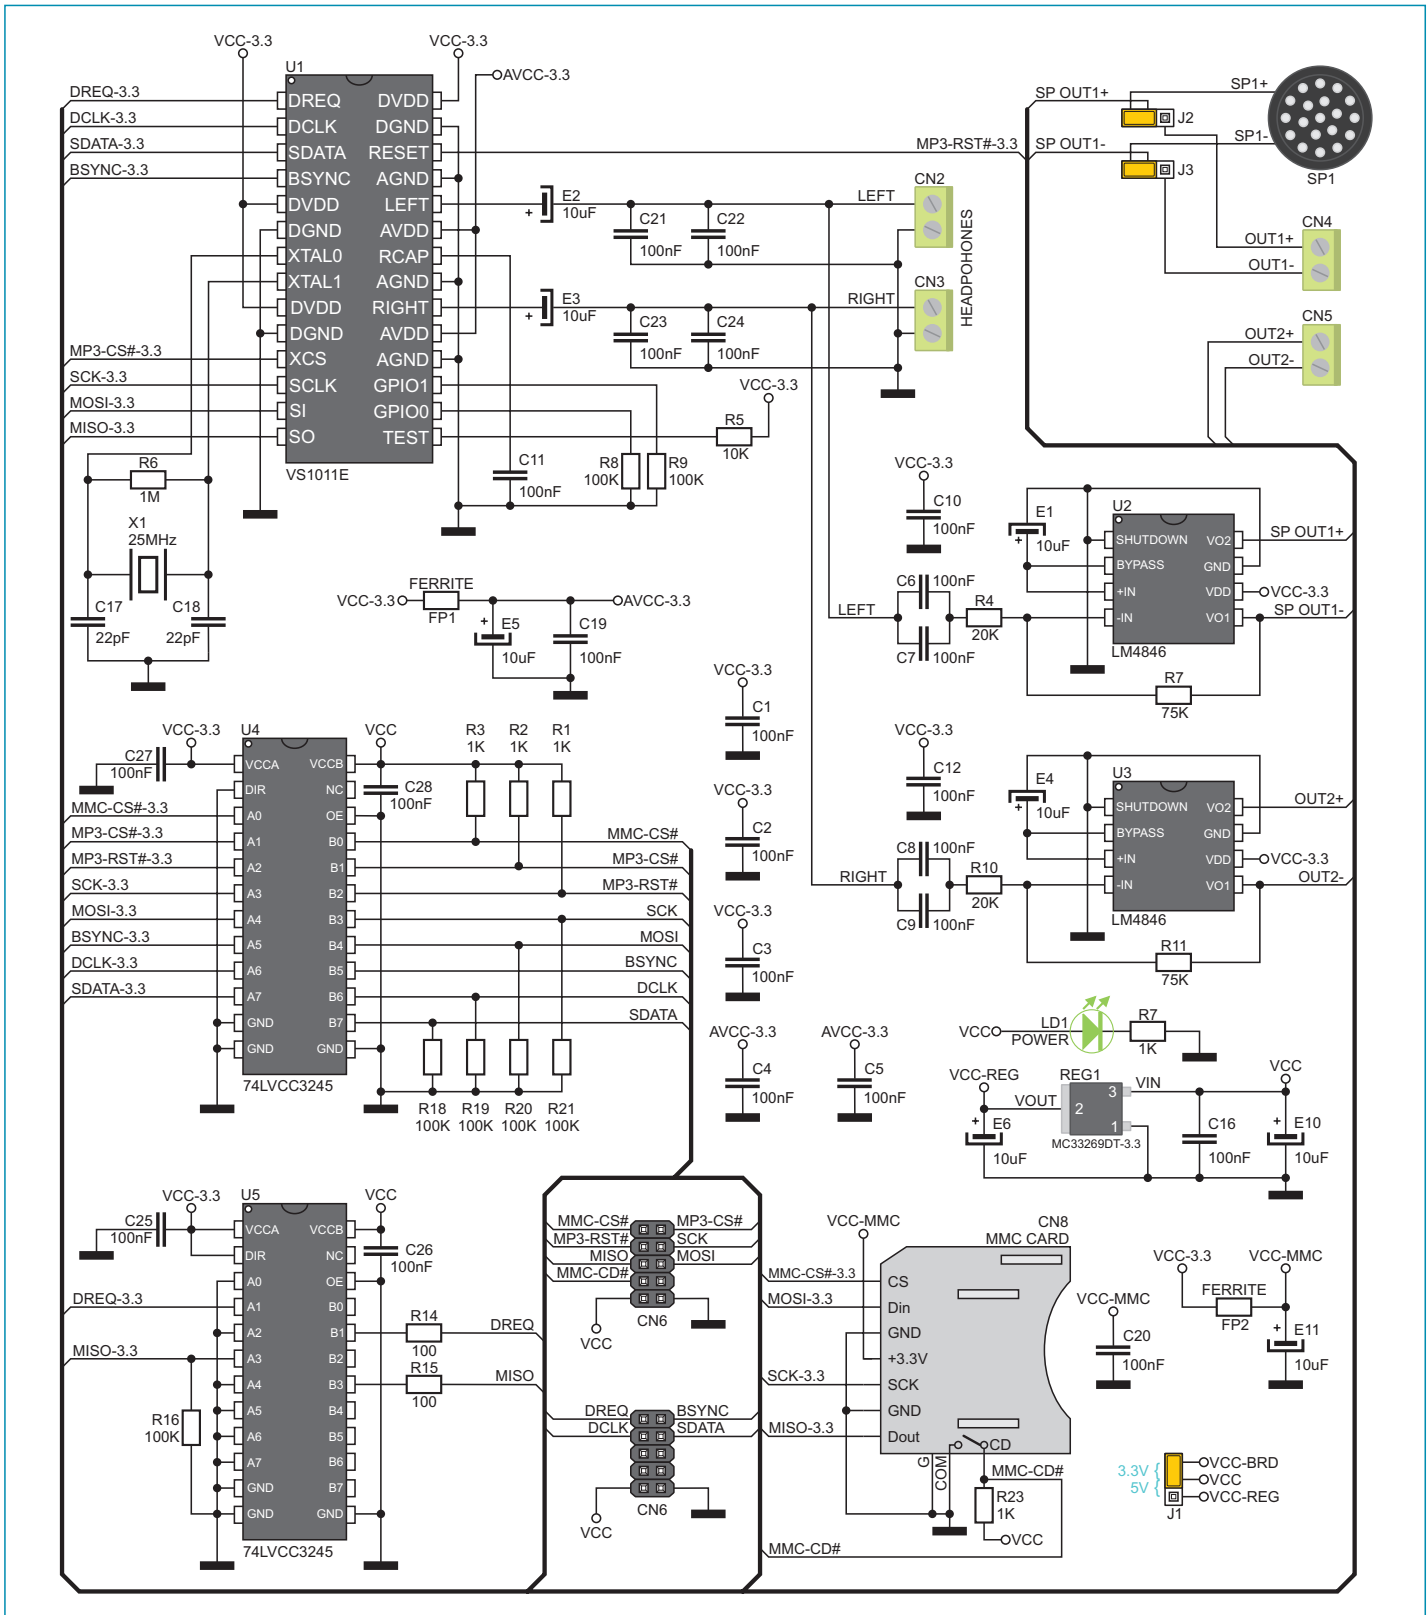 VCC-3.3
VCC-3.3
AVCC-3.3
U1
DREQ-3.3
DCLK-3.3
SDATA-3.3
BSYNC-3.3
MP3-CS#-3.3
SCK-3.3
MOSI-3.3
MISO-3.3
DREQ DVDD
DCLK DGND
SDATA RESET
BSYNC AGND
DVDD LEFT
DGND AVDD
XTAL0 RCAP
XTAL1 AGND
DVDD RIGHT
DGND AVDD
XCS AGND
SCLK GPIO1
SI GPIO0
SO TEST
VS1011E
MP3-RST#-3.3
E2
10uF
C21
100nF
C22
100nF
LEFT
CN2
E3
10uF
C23
100nF
C24
100nF
RIGHT
CN3
HEADPOHONES
VCC-3.3
R5
10K
R8
100K
R9
100K
C11
100nF
R6
1M
X1
25MHz
C17
22pF
C18
22pF
SP OUT1+
SP OUT1-
J2
J3
SP1+
SP1-
SP1
CN4
OUT1+
OUT1-
CN5
OUT2+
OUT2-
VCC-3.3
FERRITE
FP1
AVCC-3.3
E5
10uF
C19
100nF
VCC-3.3
C10
100nF
E1
10uF
U2
SHUTDOWN VO2
BYPASS GND
+IN VDD
-IN VO1
LM4846
SP OUT1+
VCC-3.3
SP OUT1-
LEFT
C6 100nF
C7 100nF
R4
20K
R7
75K
VCC-3.3
C1
100nF
VCC-3.3
C2
100nF
VCC-3.3
C3
100nF
AVCC-3.3
C4
100nF
AVCC-3.3
C5
100nF
VCC-3.3
C12
100nF
E4
10uF
U3
SHUTDOWN VO2
BYPASS GND
+IN VDD
-IN VO1
LM4846
OUT2+
VCC-3.3
OUT2-
RIGHT
C8 100nF
C9 100nF
R10
20K
R11
75K
VCC-3.3
U4
VCC
C27
100nF
C28
100nF
R3
1K
R2
1K
R1
1K
VCCA VCCB
DIR NC
A0 OE
A1 B0
A2 B1
A3 B2
A4 B3
A5 B4
A6 B5
A7 B6
GND B7
GND GND
74LVCC3245
MMC-CS#-3.3
MP3-CS#-3.3
MP3-RST#-3.3
SCK-3.3
MOSI-3.3
BSYNC-3.3
DCLK-3.3
SDATA-3.3
MMC-CS#
MP3-CS#
MP3-RST#
SCK
MOSI
BSYNC
DCLK
SDATA
R18
100K
R19
100K
R20
100K
R21
100K
VCC
LD1
POWER
R7
1K
VCC-REG
VOUT
REG1
3
2
1
MC33269DT-3.3
VIN
VCC
E6
10uF
C16
100nF
E10
10uF
VCC-3.3
U5
VCC
C25
100nF
C26
100nF
VCCA VCCB
DIR NC
A0 OE
A1 B0
A2 B1
A3 B2
A4 B3
A5 B4
A6 B5
A7 B6
GND B7
GND GND
74LVCC3245
DREQ-3.3
MISO-3.3
R16
100K
R14
100
R15
100
DREQ
MISO
MMC-CS# MP3-CS#
MP3-RST# SCK
MISO MOSI
MMC-CD#
VCC
CN6
DREQ BSYNC
DCLK SDATA
VCC
CN6
VCC-MMC
CN8
MMC CARD
MMC-CS#-3.3
MOSI-3.3
SCK-3.3
MISO-3.3
CS
Din
GND
+3.3V
SCK
GND
Dout
G
COM
CD
MMC-CD#
R23
1K
VCC
MMC-CD#
VCC-MMC
C20
100nF
VCC-3.3
VCC-MMC
FERRITE
FP2
E11
10uF
3.3V
5V
VCC-BRD
VCC
VCC-REG
J1